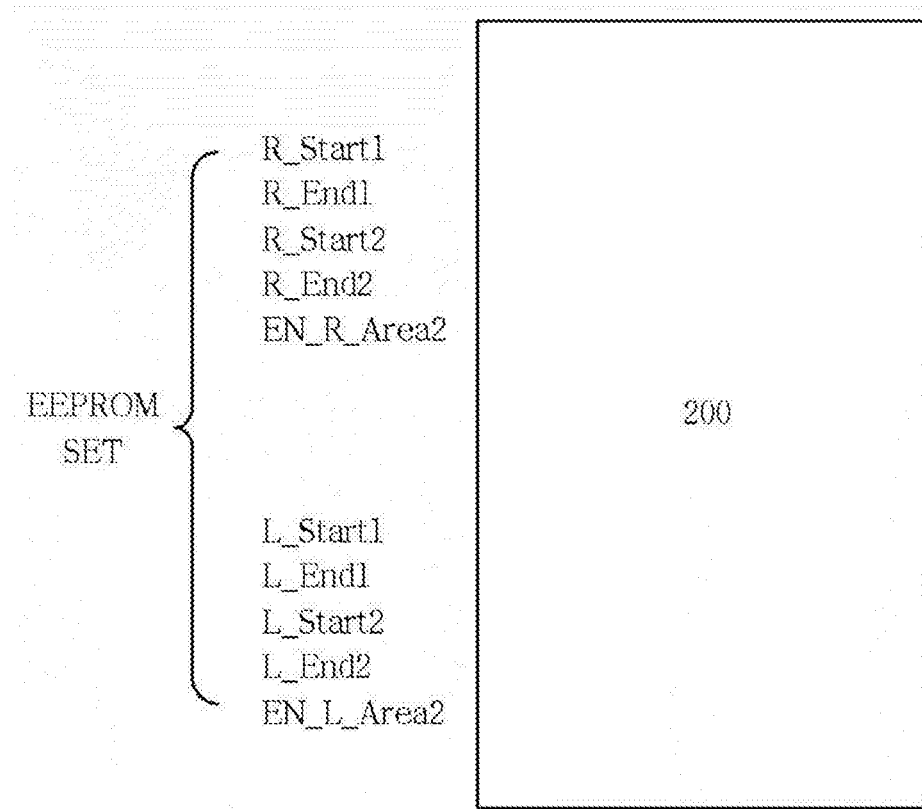 R_Start1
R_End1
R_Start2
R_End2
EN_R_Area2
EEPROM
SET
200
L_Start1
L_End1
L_Start2
L_End2
EN_L_Area2